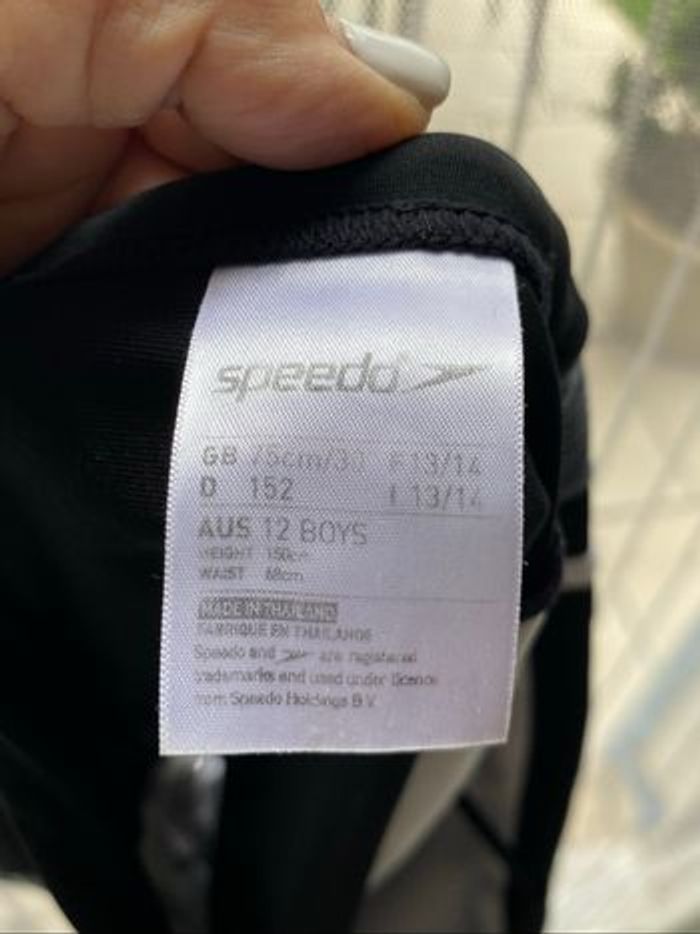 speedo
GB 75cm/30 F 13/14
D 152 I 13/14
AUS 12 BOYS
HEIGHT 150cm
WAIST 68cm
MADE IN THAILAND
FABRIQUE EN THAILANDE
Speedo and are registered
trademarks and used under licence
from Speedo Holdings B.V.